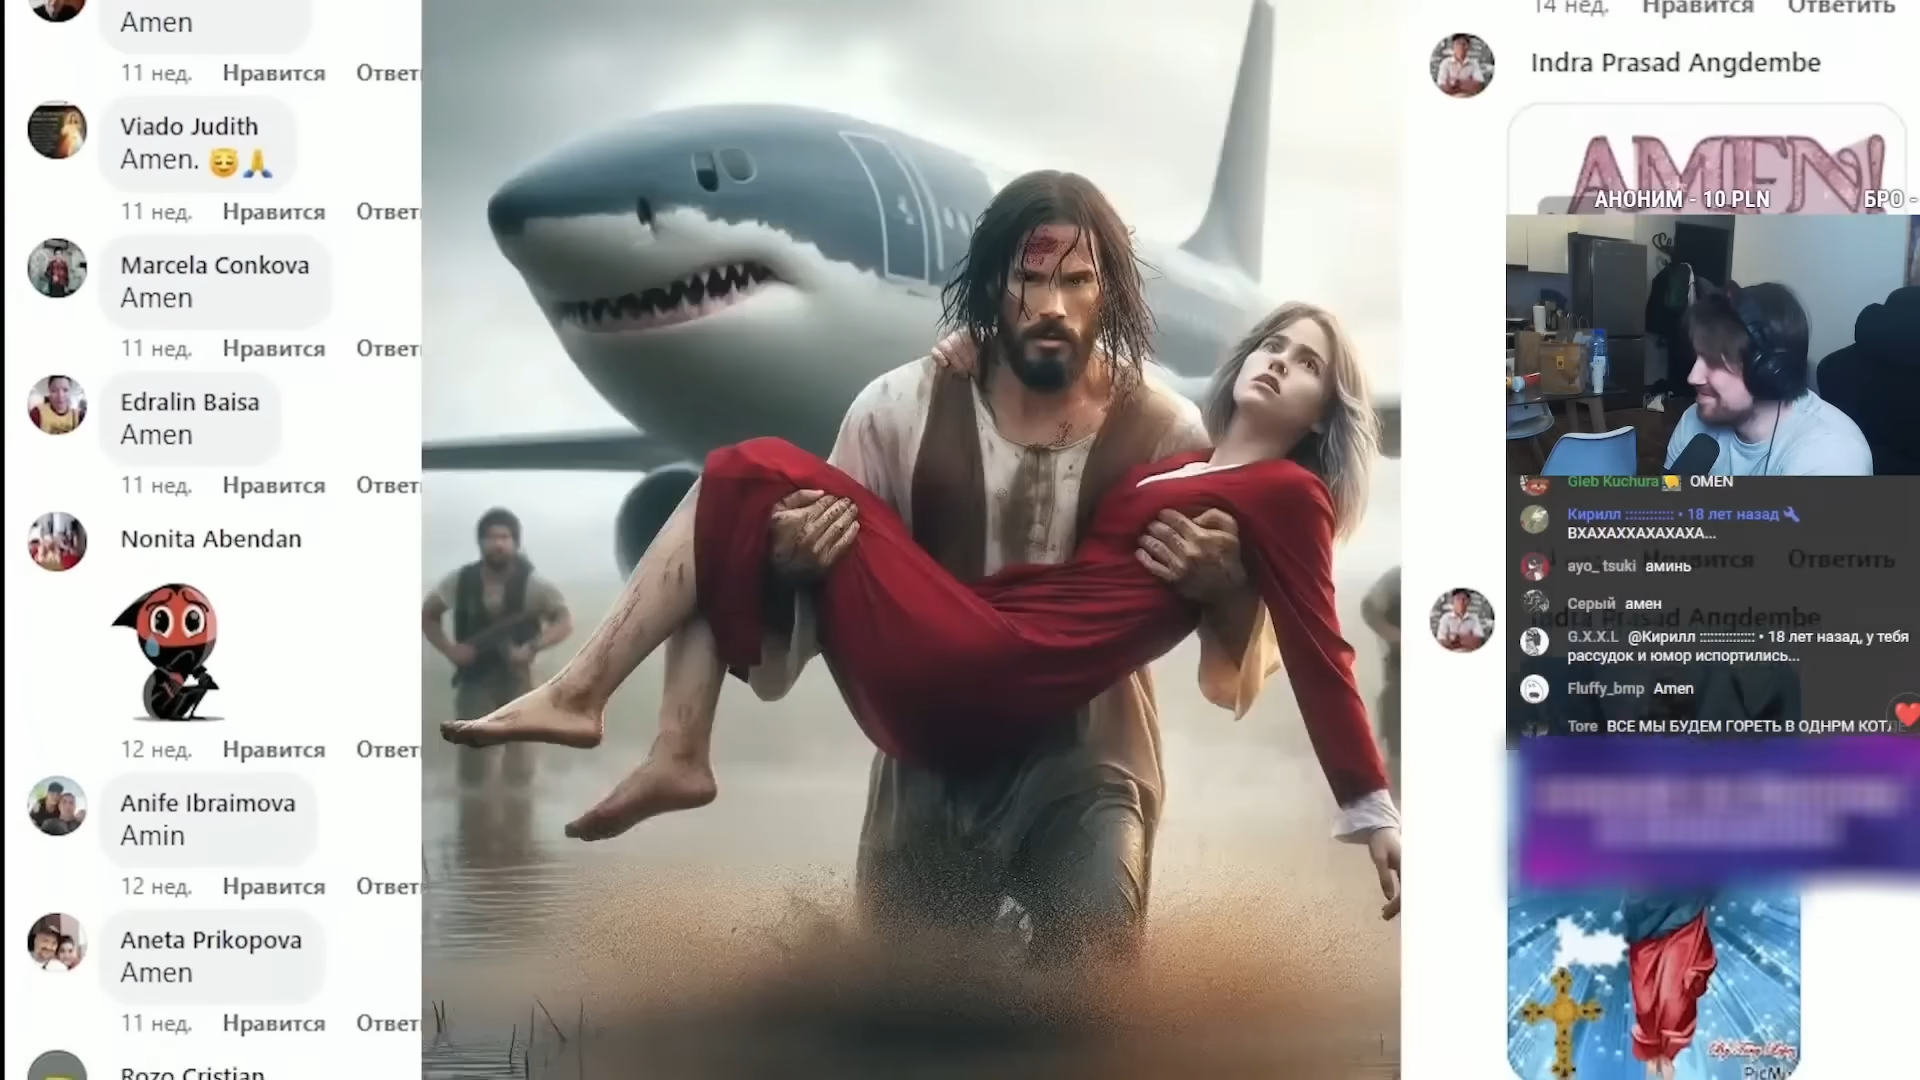 Amen
11 нед. Нравится Ответ
Viado Judith
Amen. 😌🙏
11 нед. Нравится Ответ
Marcela Conkova
Amen
11 нед. Нравится Ответ
Edralin Baisa
Amen
11 нед. Нравится Ответ
Nonita Abendan
12 нед. Нравится Ответ
Anife Ibraimova
Amin
12 нед. Нравится Ответ
Aneta Prikopova
Amen
11 нед. Нравится Ответ
Rozo Cristian
14 нед. Нравится Ответить
Indra Prasad Angdembe
AMEN!
АНОНИМ - 10 PLN БРО -
Gleb Kuchura OMEN
Кирилл :::::::::::::: • 18 лет назад
ВХАХАХХАХАХАХА...
Нравится Ответить
ayo_tsuki аминь
Серый амен
Indra Prasad Angdembe
G.X.X.L @Кирилл :::::::::::::: • 18 лет назад, у тебя
рассудок и юмор испортились...
Fluffy_bmp Amen
Tore ВСЕ МЫ БУДЕМ ГОРЕТЬ В ОДНРМ КОТЛЕ
PicMi